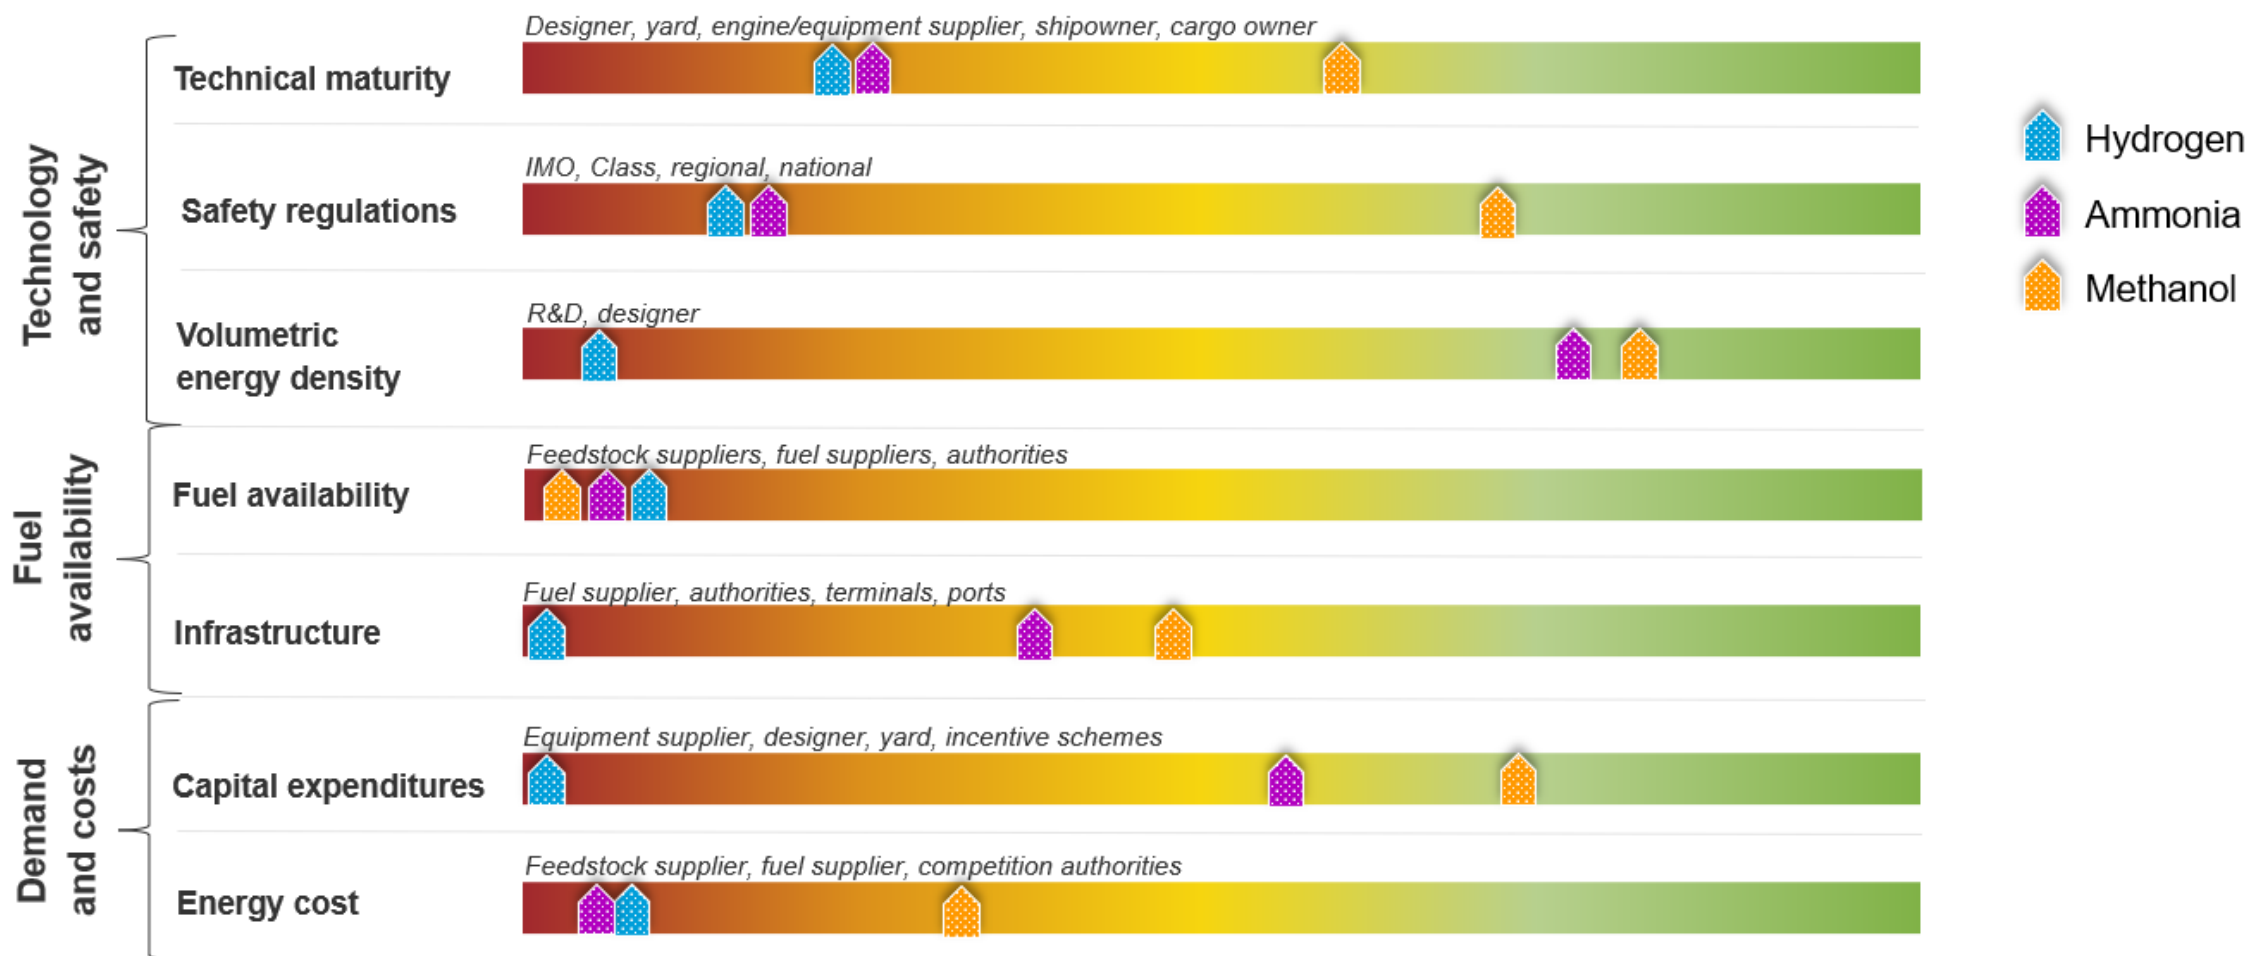 Technology
and safety
Designer, yard, engine/equipment supplier, shipowner, cargo owner
Technical maturity
IMO, Class, regional, national
Safety regulations
R&D, designer
Volumetric
energy density
Fuel
availability
Feedstock suppliers, fuel suppliers, authorities
Fuel availability
Fuel supplier, authorities, terminals, ports
Infrastructure
Demand
and costs
Equipment supplier, designer, yard, incentive schemes
Capital expenditures
Feedstock supplier, fuel supplier, competition authorities
Energy cost
Hydrogen
Ammonia
Methanol